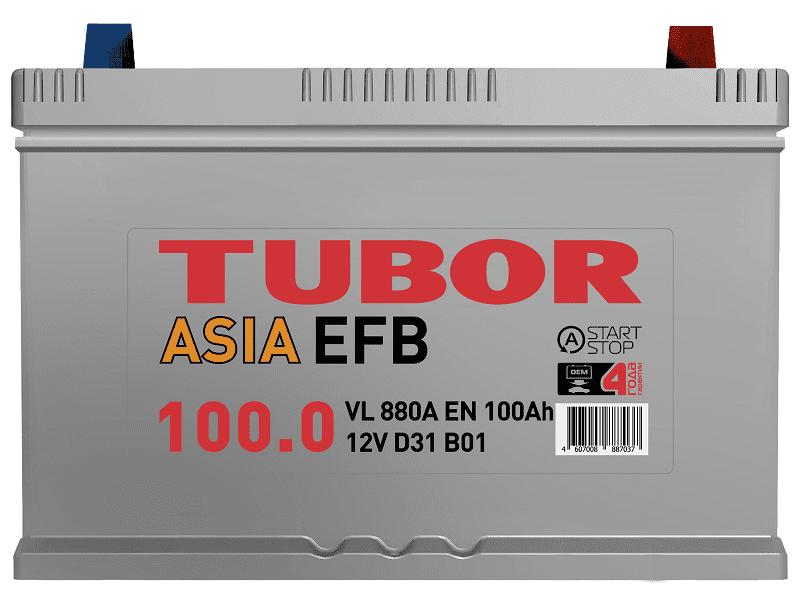 TUBOR
ASIA EFB
A START
STOP
OEM
4 года
гарантии
100.0 VL 880A EN 100Ah
12V D31 B01
4 607008 887037